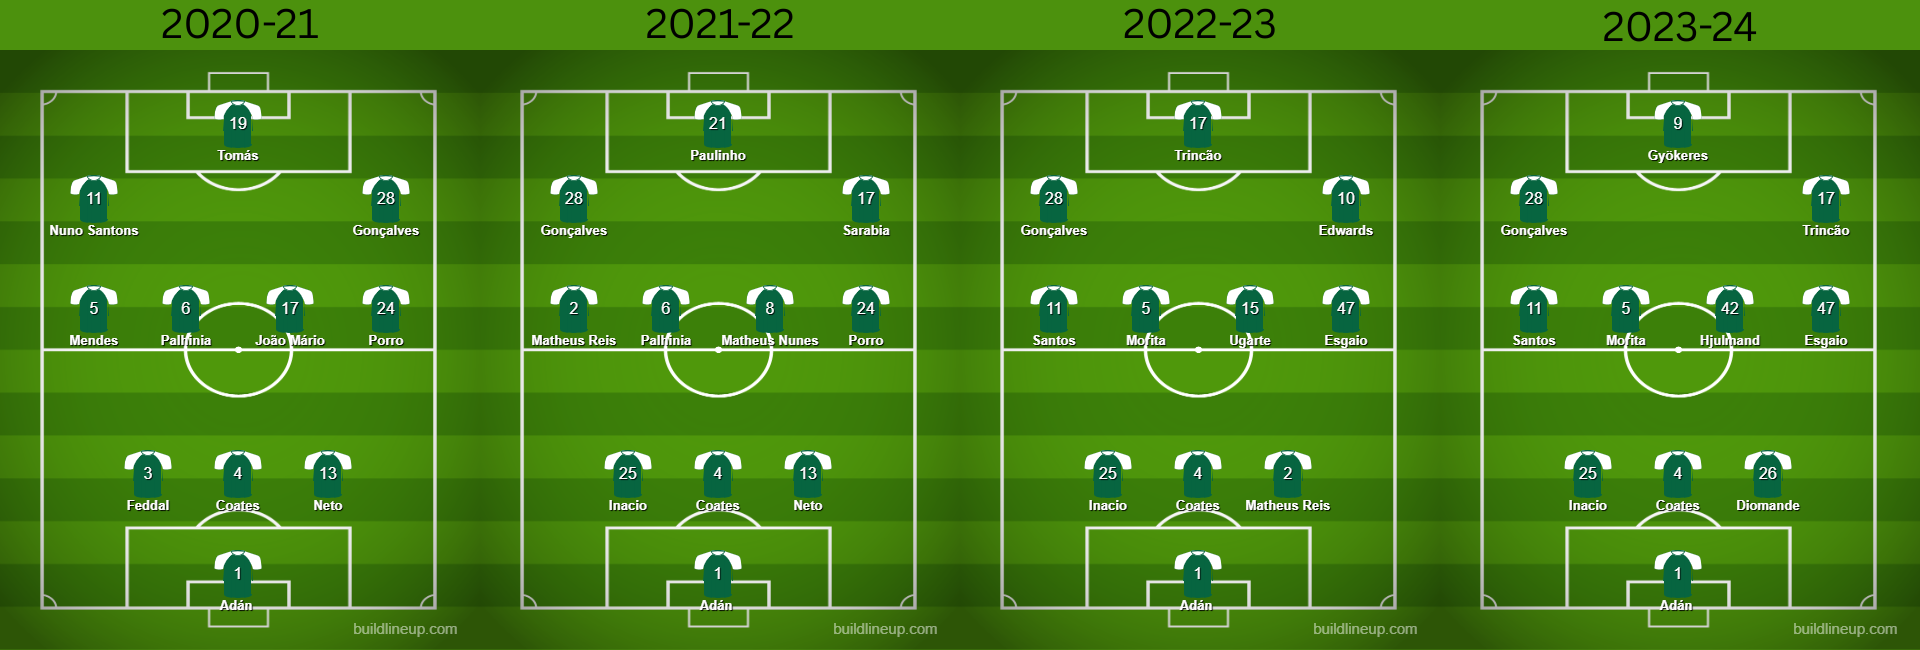 2020-21
19
Tomás
11
Nuno Santons
28
Gonçalves
5
Mendes
6
Palhinia
17
João Mário
24
Porro
3
Feddal
4
Coates
13
Neto
1
Adán
buildlineup.com
2021-22
21
Paulinho
28
Gonçalves
17
Sarabia
2
Matheus Reis
6
Palhinia
8
Matheus Nunes
24
Porro
25
Inacio
4
Coates
13
Neto
1
Adán
buildlineup.com
2022-23
17
Trincão
28
Gonçalves
10
Edwards
11
Santos
5
Morita
15
Ugarte
47
Esgaio
25
Inacio
4
Coates
2
Matheus Reis
1
Adán
buildlineup.com
2023-24
9
Gyökeres
28
Gonçalves
17
Trincão
11
Santos
5
Morita
42
Hjulmand
47
Esgaio
25
Inacio
4
Coates
26
Diomande
1
Adán
buildlineup.com